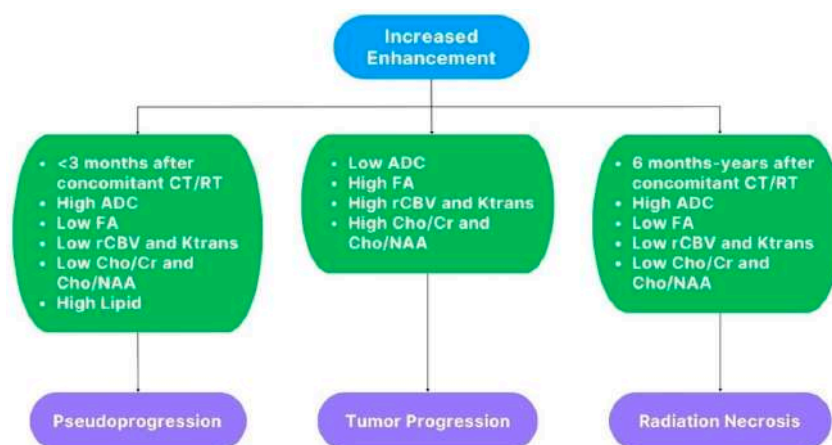 Increased
Enhancement
• <3 months after
concomitant CT/RT
• High ADC
• Low FA
• Low rCBV and Ktrans
• Low Cho/Cr and
Cho/NAA
• High Lipid
• Low ADC
• High FA
• High rCBV and Ktrans
• High Cho/Cr and
Cho/NAA
• 6 months-years after
concomitant CT/RT
• High ADC
• Low FA
• Low rCBV and Ktrans
• Low Cho/Cr and
Cho/NAA
Pseudoprogression
Tumor Progression
Radiation Necrosis